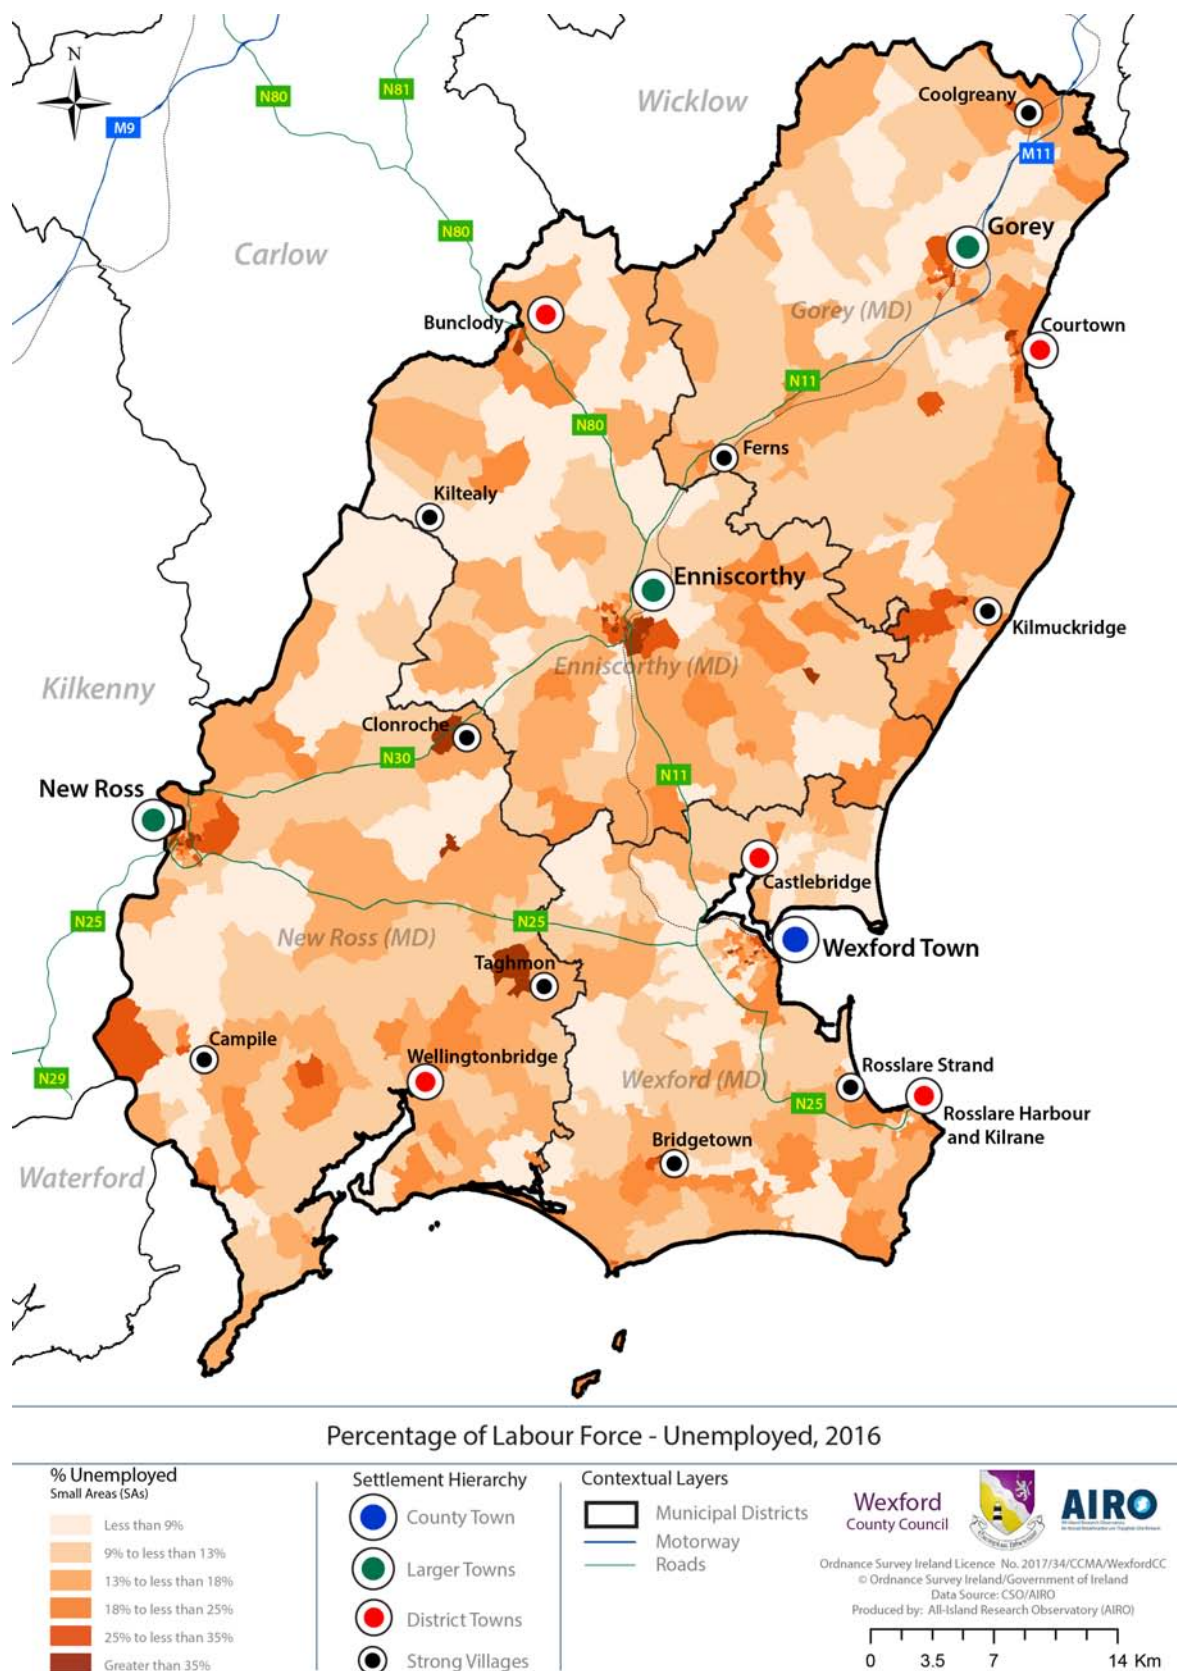 N
Wicklow
N80
N81
Coolgreany
M9
M11
N80
Gorey
Carlow
Gorey (MD)
Bunclody
Courtown
N11
N80
Ferns
Kiltealy
Enniscorthy
Kilmuckridge
Enniscorthy (MD)
Kilkenny
Clonroche
N30
N11
New Ross
Castlebridge
N25
N25
New Ross (MD)
Wexford Town
Taghmon
Campile
Wellingtonbridge
Rosslare Strand
N29
Wexford (MD)
N25
Rosslare Harbour
and Kilrane
Bridgetown
Waterford
Percentage of Labour Force - Unemployed, 2016
% Unemployed
Small Areas (SAs)
Less than 9%
9% to less than 13%
13% to less than 18%
18% to less than 25%
25% to less than 35%
Greater than 35%
Settlement Hierarchy
County Town
Larger Towns
District Towns
Strong Villages
Contextual Layers
Municipal Districts
Motorway
Roads
Wexford
County Council
AIRO
Ordnance Survey Ireland Licence No. 2017/34/CCMA/WexfordCC
© Ordnance Survey Ireland/Government of Ireland
Data Source: CSO/AIRO
Produced by: All-Island Research Observatory (AIRO)
0 3.5 7 14 Km